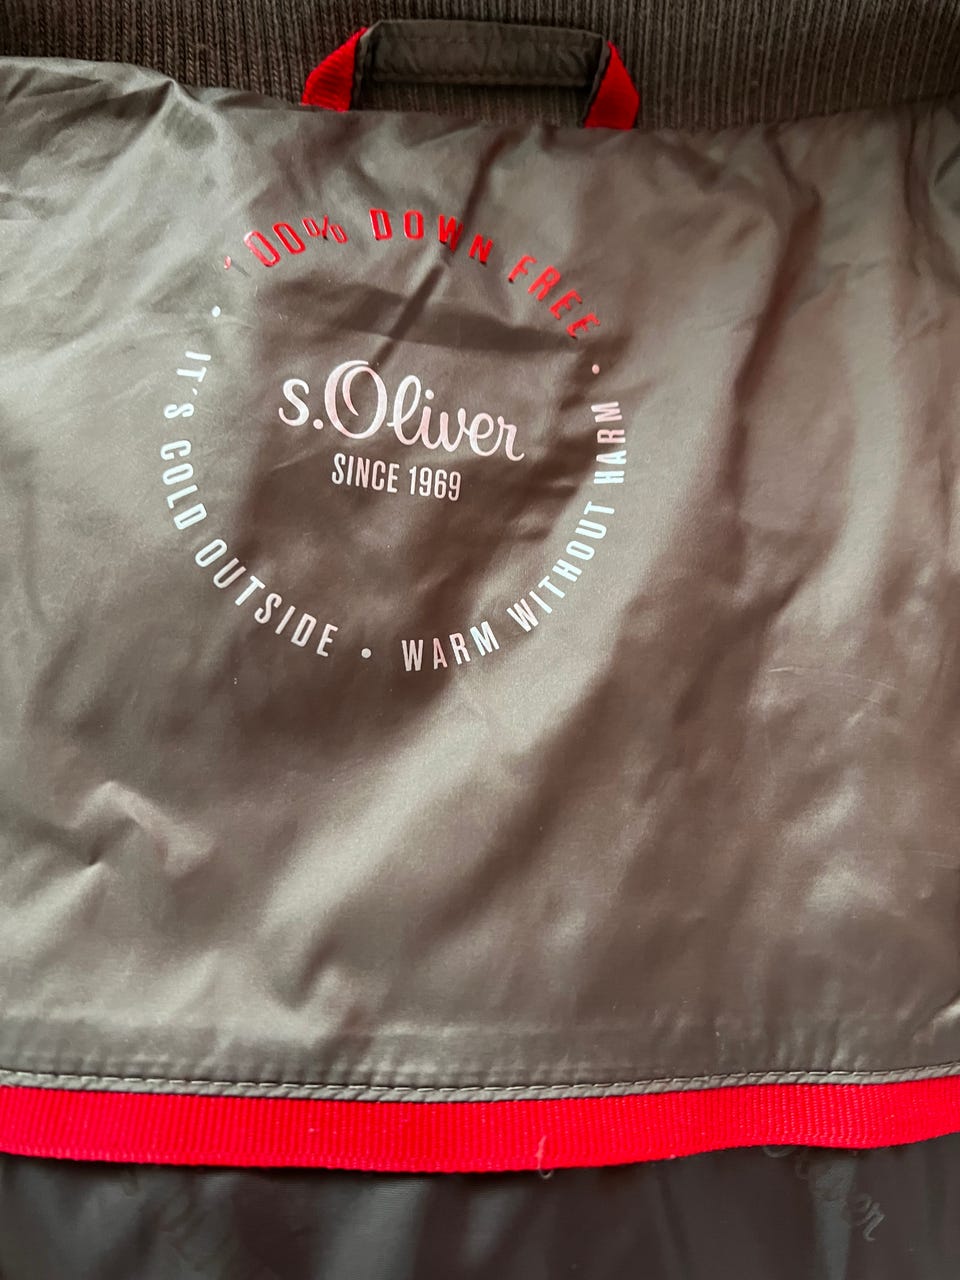 100% DOWN FREE
s.Oliver
SINCE 1969
IT'S COLD OUTSIDE • WARM WITHOUT HARM •